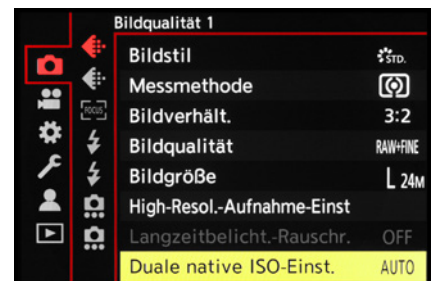 Bildqualität 1
Bildstil STD.
Messmethode
FOCUS
Bildverhält. 3:2
Bildqualität RAW+FINE
Bildgröße L 24M
High-Resol.-Aufnahme-Einst
Langzeitbelicht.-Rauschr. OFF
Duale native ISO-Einst. AUTO